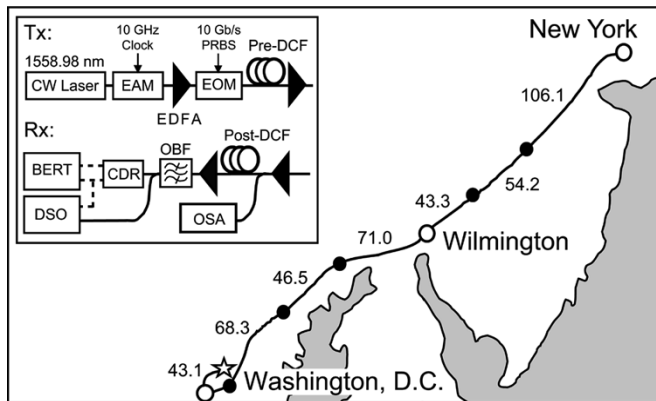 Tx:
10 GHz
Clock
10 Gb/s
PRBS
Pre-DCF
1558.98 nm
CW Laser
EAM
EOM
EDFA
Rx:
Post-DCF
OBF
BERT
CDR
DSO
OSA
New York
106.1
54.2
43.3
Wilmington
71.0
46.5
68.3
43.1
Washington, D.C.